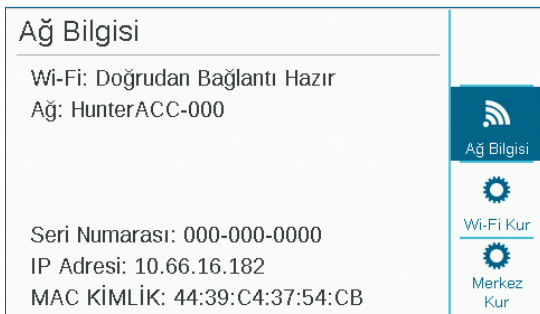 Ağ Bilgisi
Wi-Fi: Doğrudan Bağlantı Hazır
Ağ: HunterACC-000
Seri Numarası: 000-000-0000
IP Adresi: 10.66.16.182
MAC KİMLİK: 44:39:C4:37:54:CB
Ağ Bilgisi
Wi-Fi Kur
Merkez
Kur